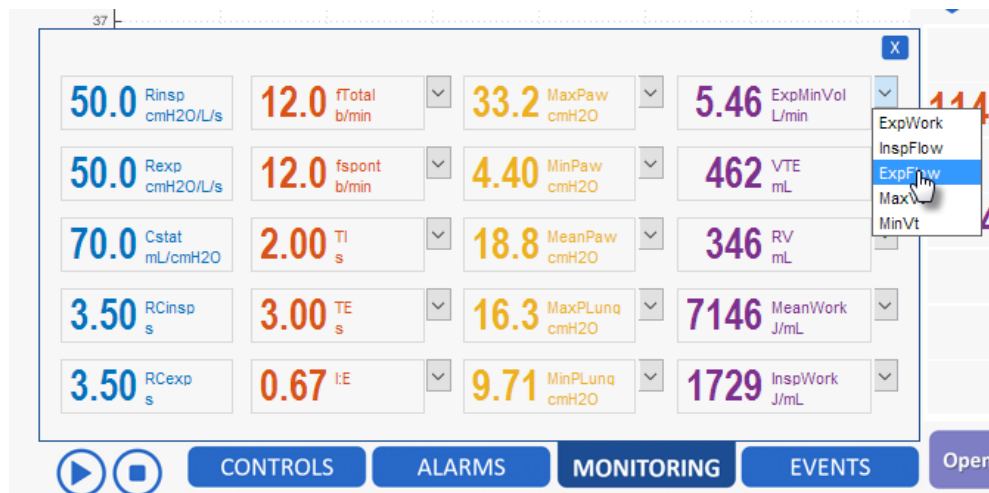 37
X
50.0 Rinsp cmH2O/L/s
12.0 fTotal b/min
33.2 MaxPaw cmH2O
5.46 ExpMinVol L/min
114
50.0 Rexp cmH2O/L/s
12.0 fspont b/min
4.40 MinPaw cmH2O
462 VTE mL
ExpWork
InspFlow
ExpFlow
MinVt
70.0 Cstat mL/cmH2O
2.00 TI s
18.8 MeanPaw cmH2O
346 RV mL
3.50 RCinsp s
3.00 TE s
16.3 MaxPLung cmH2O
7146 MeanWork J/mL
3.50 RCexp s
0.67 I:E
9.71 MinPLung cmH2O
1729 InspWork J/mL
CONTROLS
ALARMS
MONITORING
EVENTS
Open